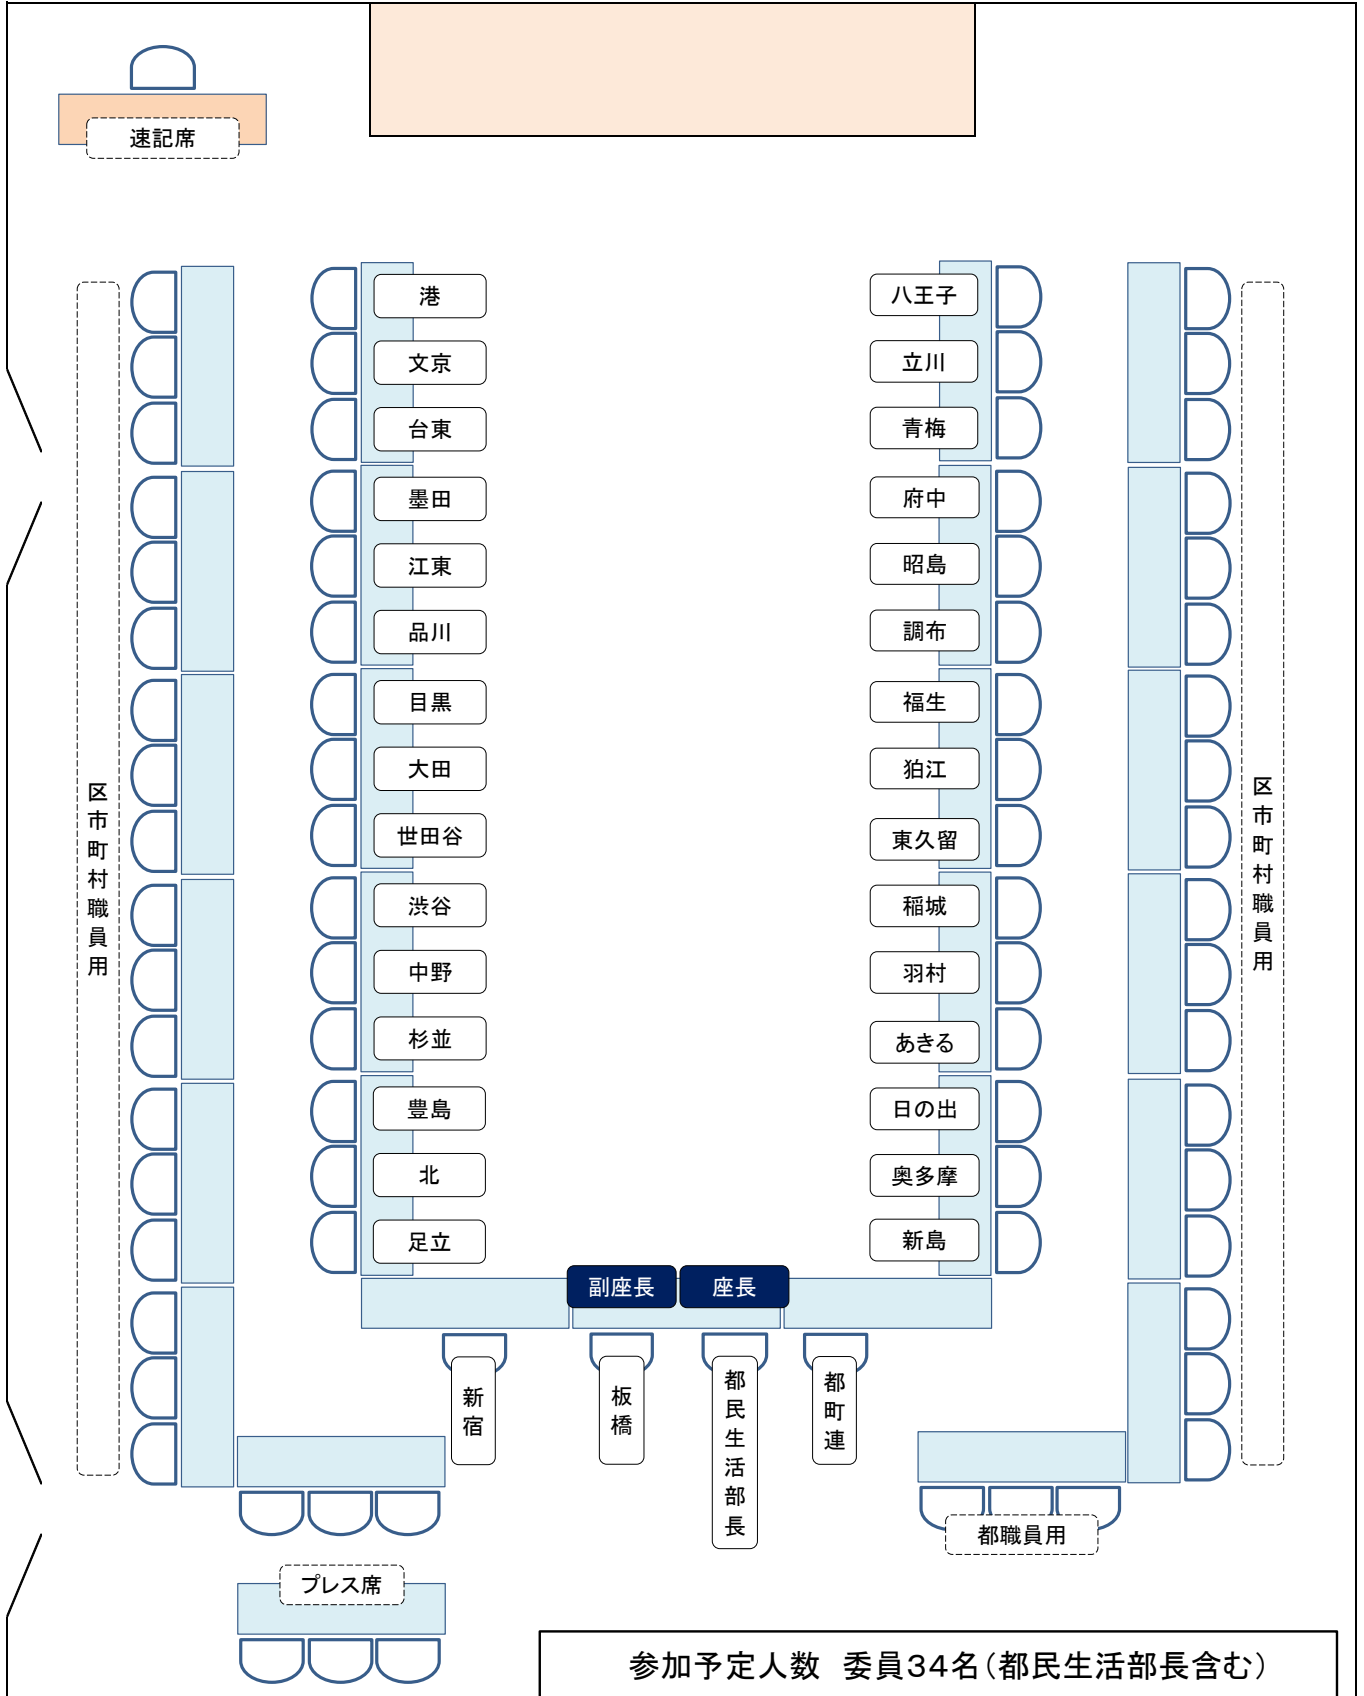 速記席
港
八王子
文京
立川
台東
青梅
墨田
府中
江東
昭島
品川
調布
目黒
福生
大田
狛江
世田谷
東久留
渋谷
稲城
中野
羽村
杉並
あきる
豊島
日の出
北
奥多摩
足立
新島
区市町村職員用
区市町村職員用
副座長
座長
新宿
板橋
都民生活部長
都町連
都職員用
プレス席
参加予定人数 委員34名(都民生活部長含む)